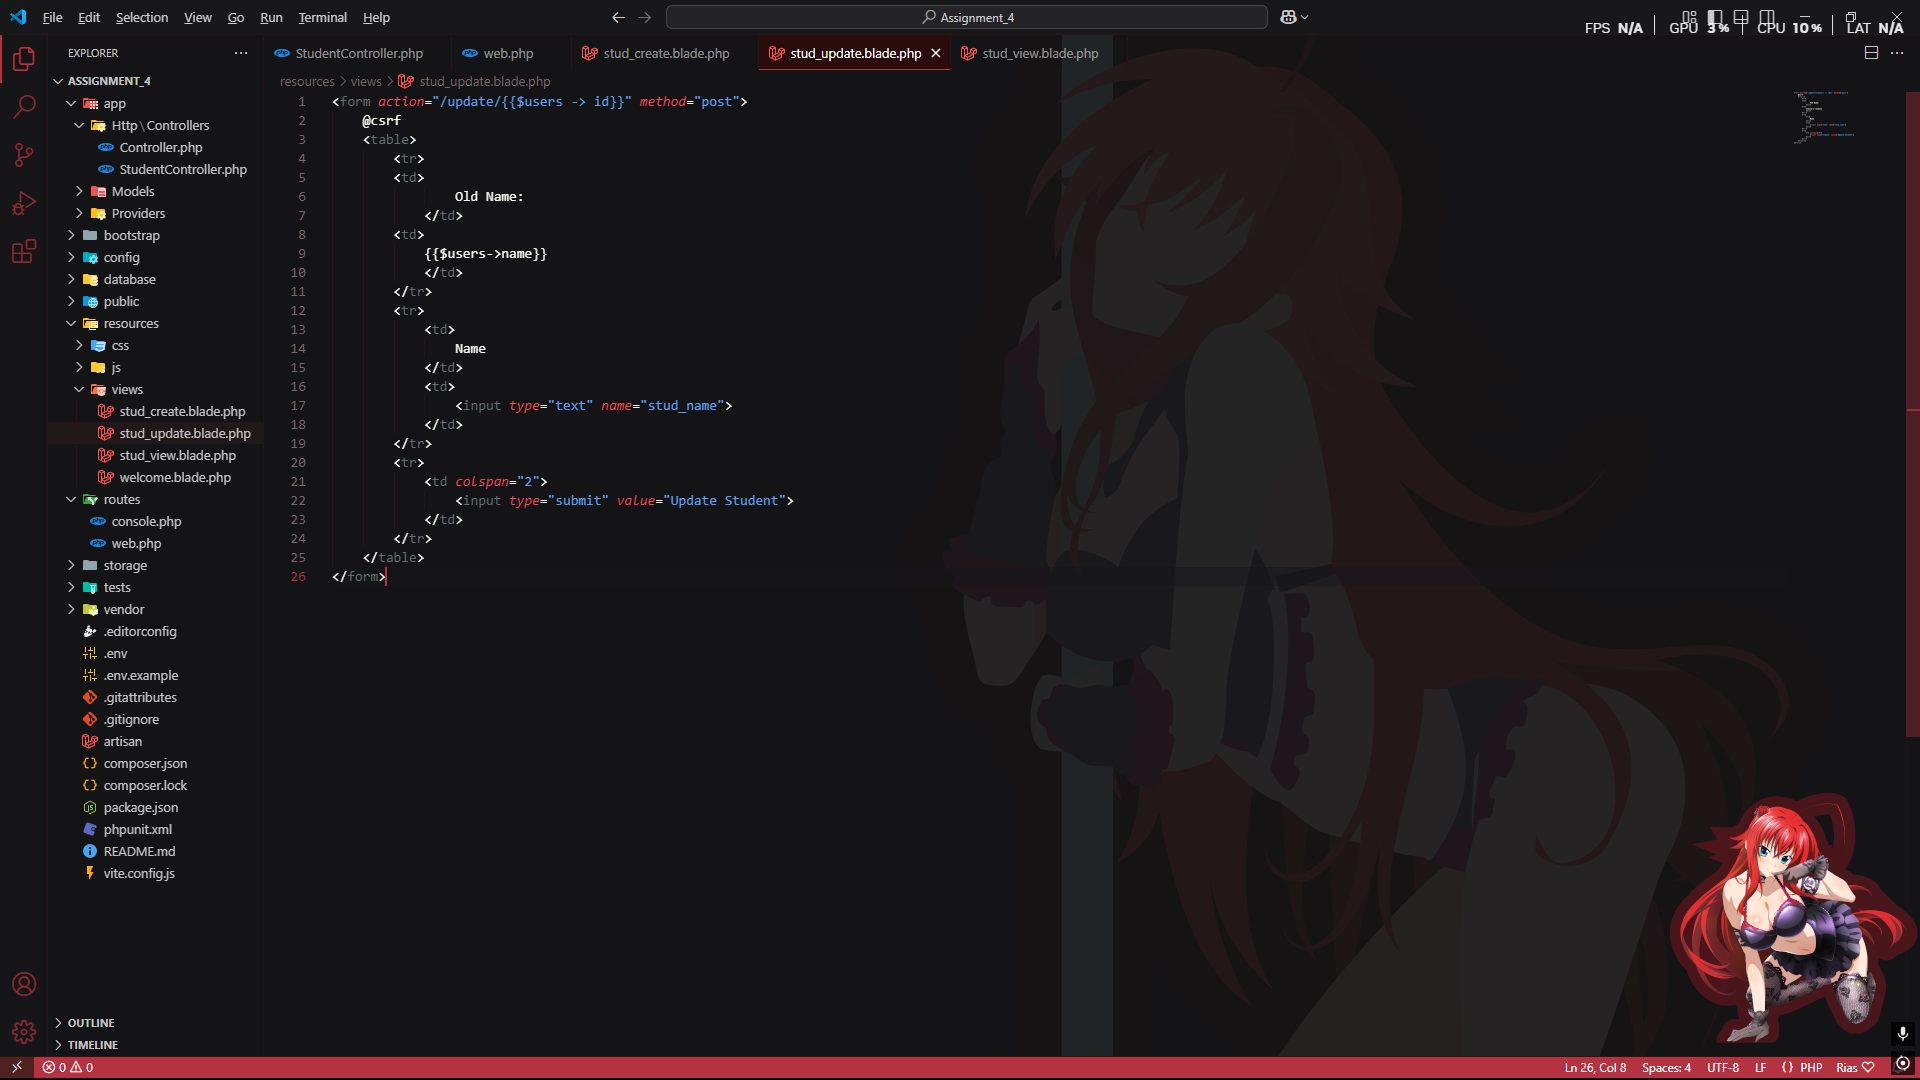 File Edit Selection View Go Run Terminal Help
Assignment_4
FPS N/A GPU 3% CPU 10% LAT N/A
EXPLORER
StudentController.php
web.php
stud_create.blade.php
stud_update.blade.php
stud_view.blade.php
resources > views > stud_update.blade.php
ASSIGNMENT_4
app
Http\Controllers
Controller.php
StudentController.php
Models
Providers
bootstrap
config
database
public
resources
css
js
views
stud_create.blade.php
stud_update.blade.php
stud_view.blade.php
welcome.blade.php
routes
console.php
web.php
storage
tests
vendor
.editorconfig
.env
.env.example
.gitattributes
.gitignore
artisan
composer.json
composer.lock
package.json
phpunit.xml
README.md
vite.config.js
OUTLINE
TIMELINE
1 <form action="/update/{{$users -> id}}" method="post">
2 @csrf
3 <table>
4 <tr>
5 <td>
6 Old Name:
7 </td>
8 <td>
9 {{$users->name}}
10 </td>
11 </tr>
12 <tr>
13 <td>
14 Name
15 </td>
16 <td>
17 <input type="text" name="stud_name">
18 </td>
19 </tr>
20 <tr>
21 <td colspan="2">
22 <input type="submit" value="Update Student">
23 </td>
24 </tr>
25 </table>
26 </form>
0 0
Ln 26, Col 8 Spaces: 4 UTF-8 LF {} PHP Rias ♡